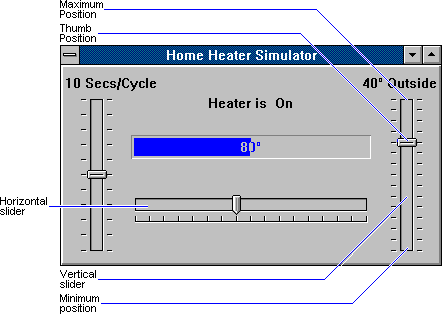 Maximum
Position
Thumb
Position
Home Heater Simulator
10 Secs/Cycle
40° Outside
Heater is On
80°
Horizontal
slider
Vertical
slider
Minimum
position